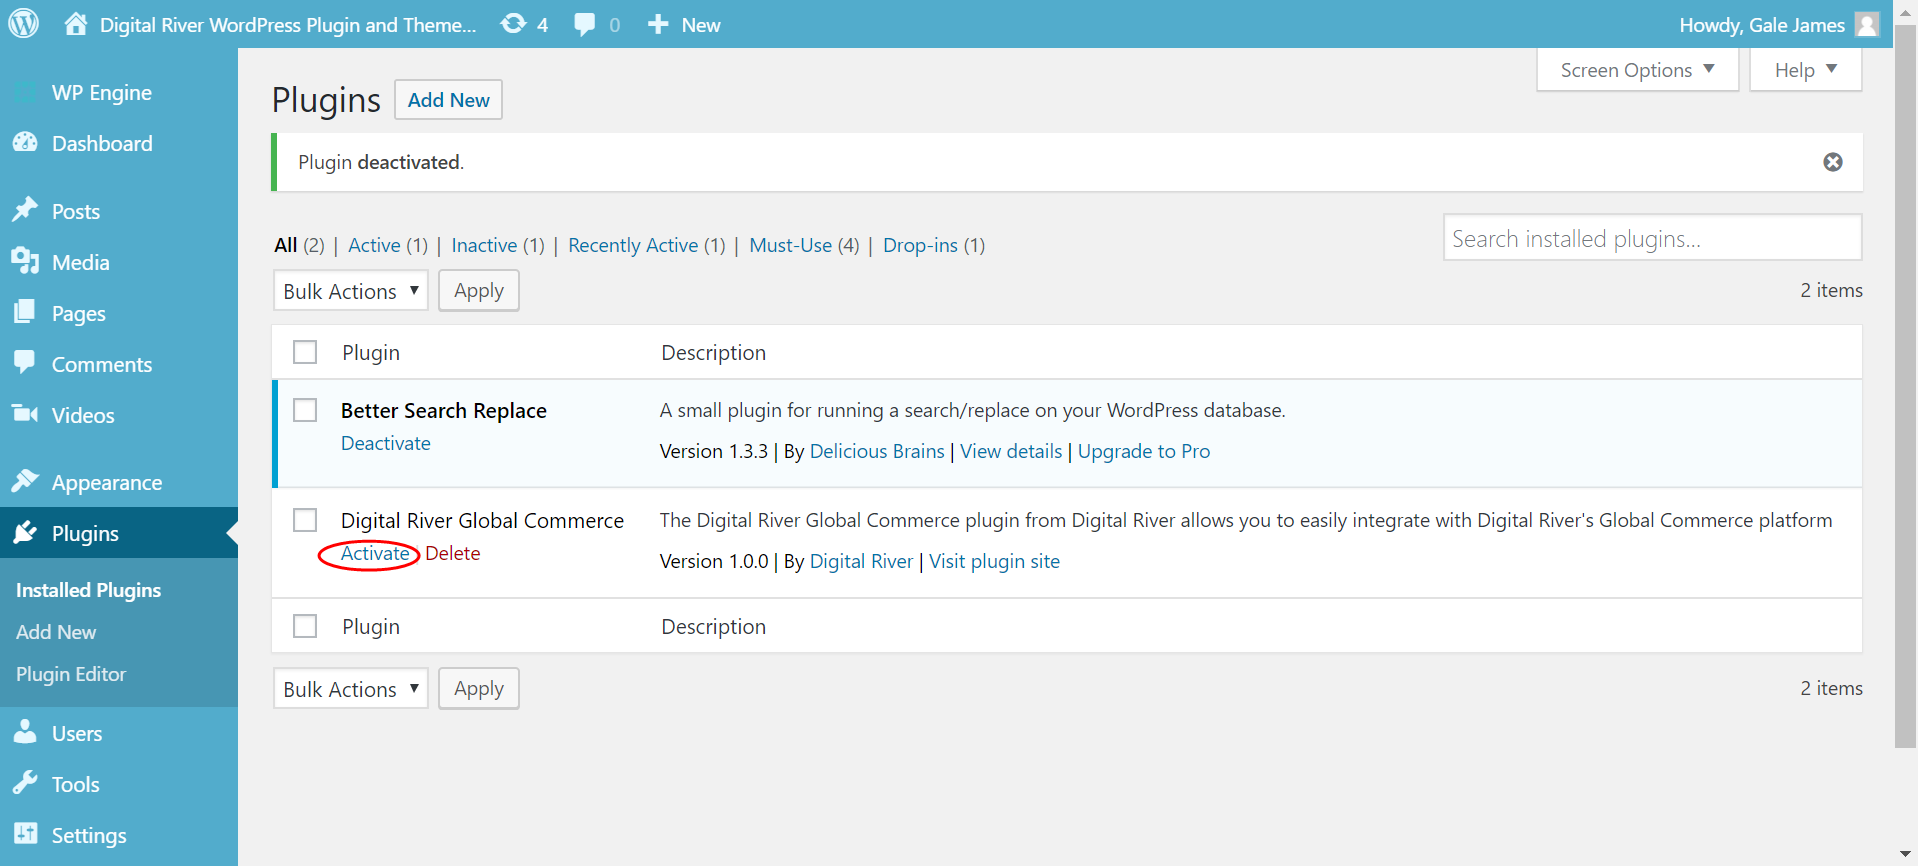 Digital River WordPress Plugin and Theme... 4 0 New Howdy, Gale James
WP Engine
Dashboard
Posts
Media
Pages
Comments
Videos
Appearance
Plugins
Installed Plugins
Add New
Plugin Editor
Users
Tools
Settings
Screen Options Help
Plugins Add New
Plugin deactivated.
All (2) | Active (1) | Inactive (1) | Recently Active (1) | Must-Use (4) | Drop-ins (1)
Search installed plugins...
Bulk Actions Apply 2 items
Plugin Description
Better Search Replace A small plugin for running a search/replace on your WordPress database.
Deactivate Version 1.3.3 | By Delicious Brains | View details | Upgrade to Pro
Digital River Global Commerce The Digital River Global Commerce plugin from Digital River allows you to easily integrate with Digital River's Global Commerce platform
Activate Delete Version 1.0.0 | By Digital River | Visit plugin site
Plugin Description
Bulk Actions Apply 2 items